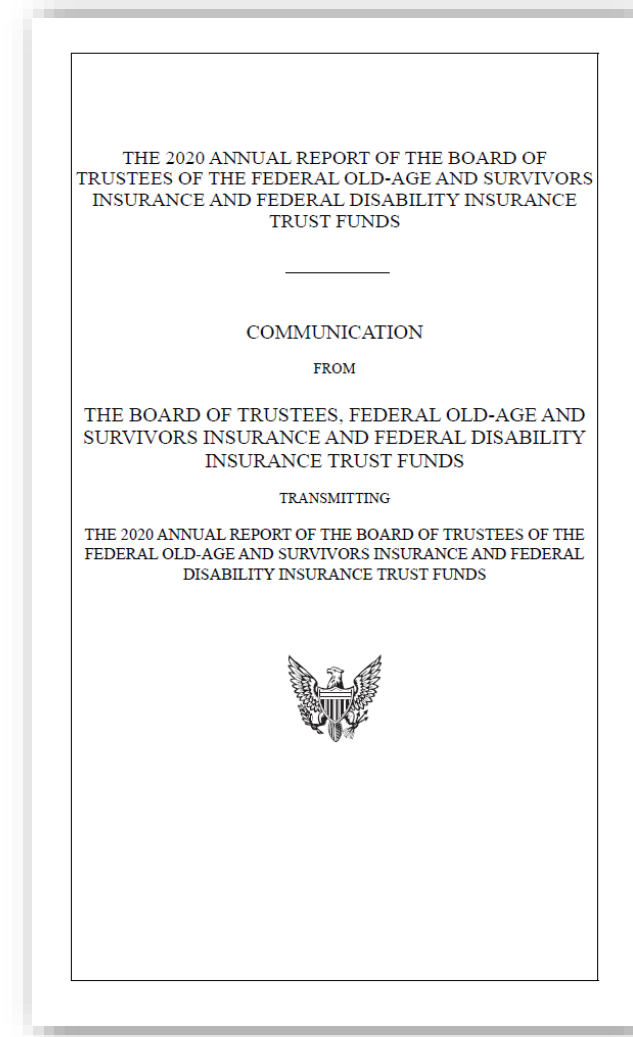 THE 2020 ANNUAL REPORT OF THE BOARD OF
TRUSTEES OF THE FEDERAL OLD-AGE AND SURVIVORS
INSURANCE AND FEDERAL DISABILITY INSURANCE
TRUST FUNDS
COMMUNICATION
FROM
THE BOARD OF TRUSTEES, FEDERAL OLD-AGE AND
SURVIVORS INSURANCE AND FEDERAL DISABILITY
INSURANCE TRUST FUNDS
TRANSMITTING
THE 2020 ANNUAL REPORT OF THE BOARD OF TRUSTEES OF THE
FEDERAL OLD-AGE AND SURVIVORS INSURANCE AND FEDERAL
DISABILITY INSURANCE TRUST FUNDS